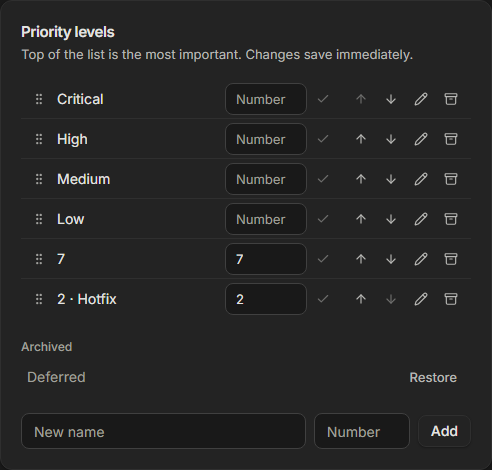 Priority levels
Top of the list is the most important. Changes save immediately.
Critical Number
High Number
Medium Number
Low Number
7 7
2 · Hotfix 2
Archived
Deferred Restore
New name Number Add